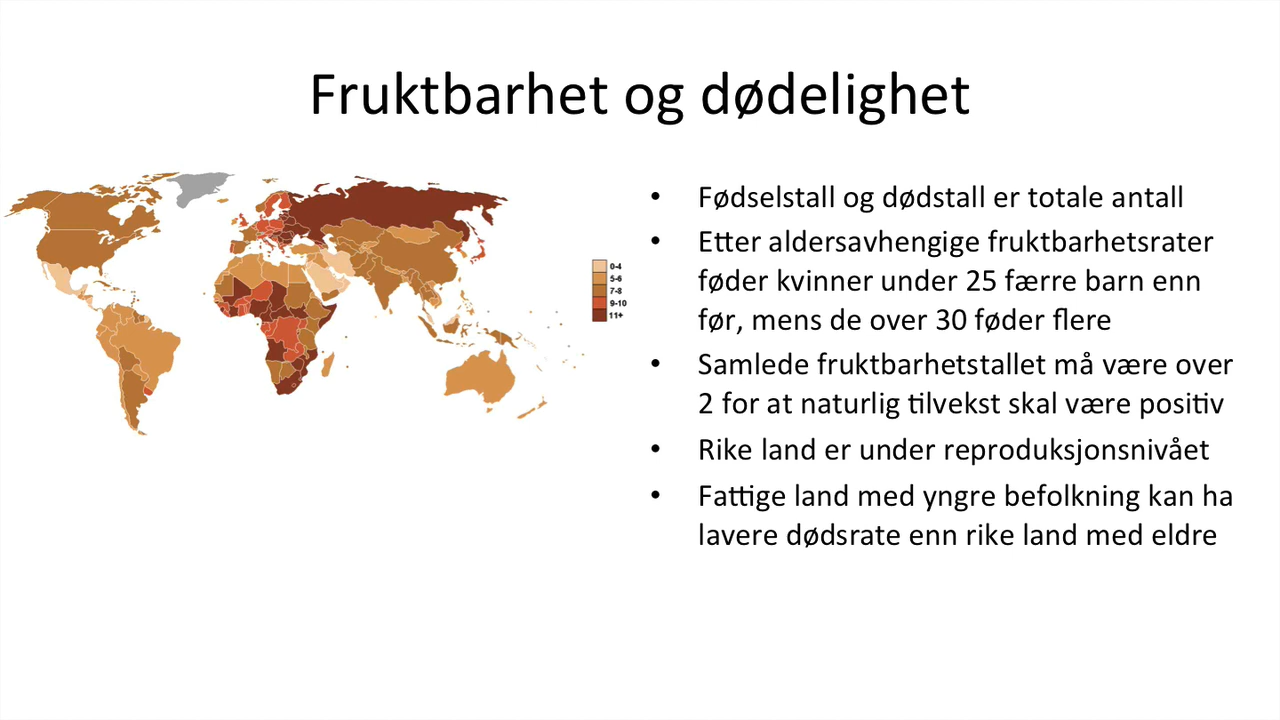 Fruktbarhet og dødelighet
0-4
5-6
7-8
9-10
11+
• Fødselstall og dødstall er totale antall
• Etter aldersavhengige fruktbarhetsrater
føder kvinner under 25 færre barn enn
før, mens de over 30 føder flere
• Samlede fruktbarhetstallet må være over
2 for at naturlig tilvekst skal være positiv
• Rike land er under reproduksjonsnivået
• Fattige land med yngre befolkning kan ha
lavere dødsrate enn rike land med eldre